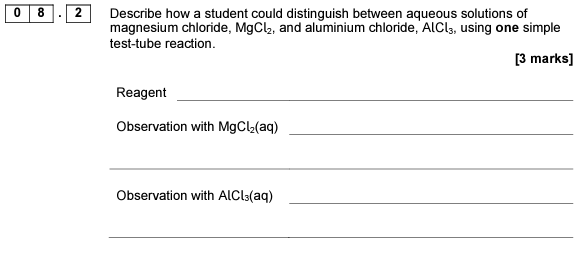 0 8 . 2 Describe how a student could distinguish between aqueous solutions of
magnesium chloride, MgCl₂, and aluminium chloride, AlCl₃, using one simple
test-tube reaction.
[3 marks]
Reagent
Observation with MgCl₂(aq)
Observation with AlCl₃(aq)